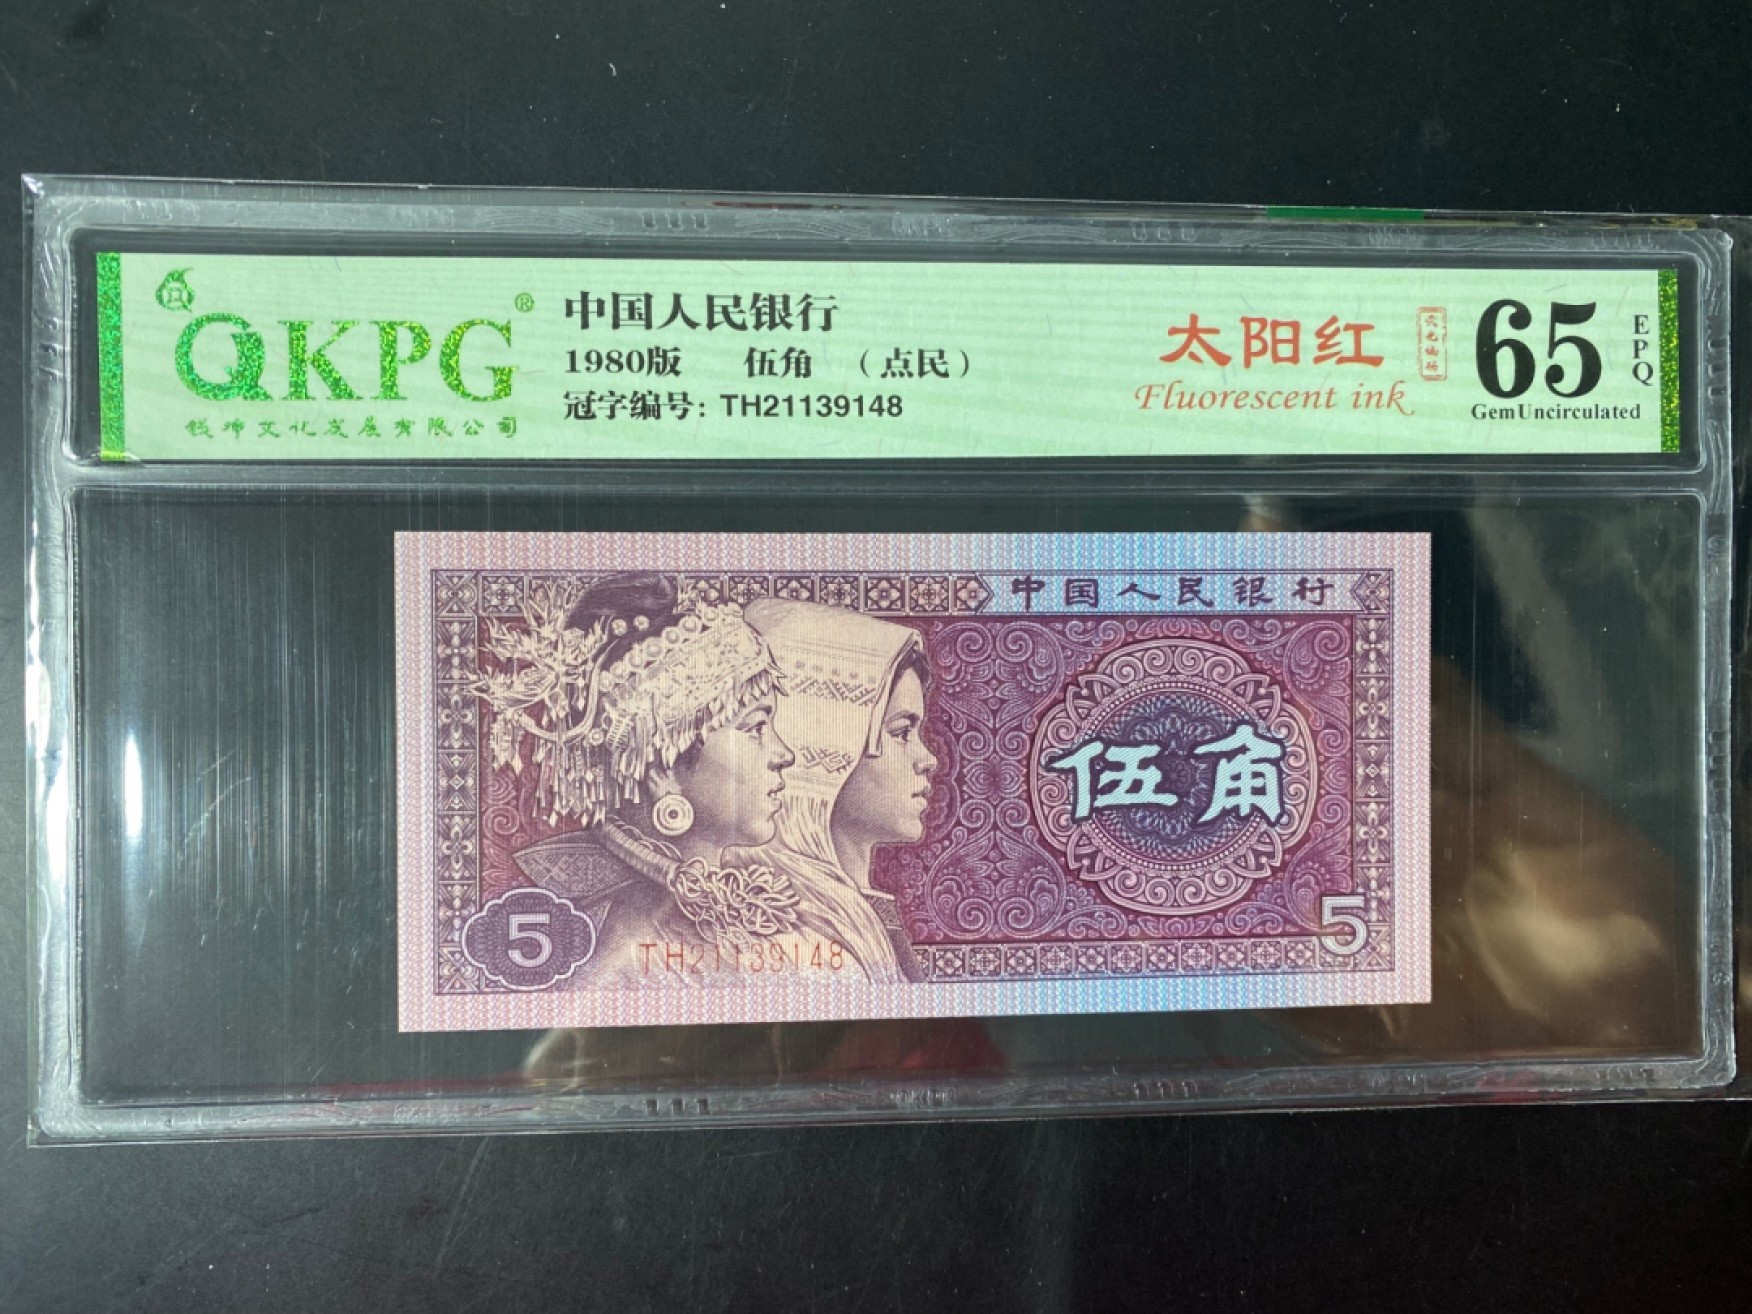 QKPG®
钱坤文化发展有限公司
中国人民银行
1980版 伍角 （点民）
冠字编号：TH21139148
太阳红
Fluorescent ink
65
EPQ
GemUncirculated
中国人民银行
伍角
5
TH21139148
5